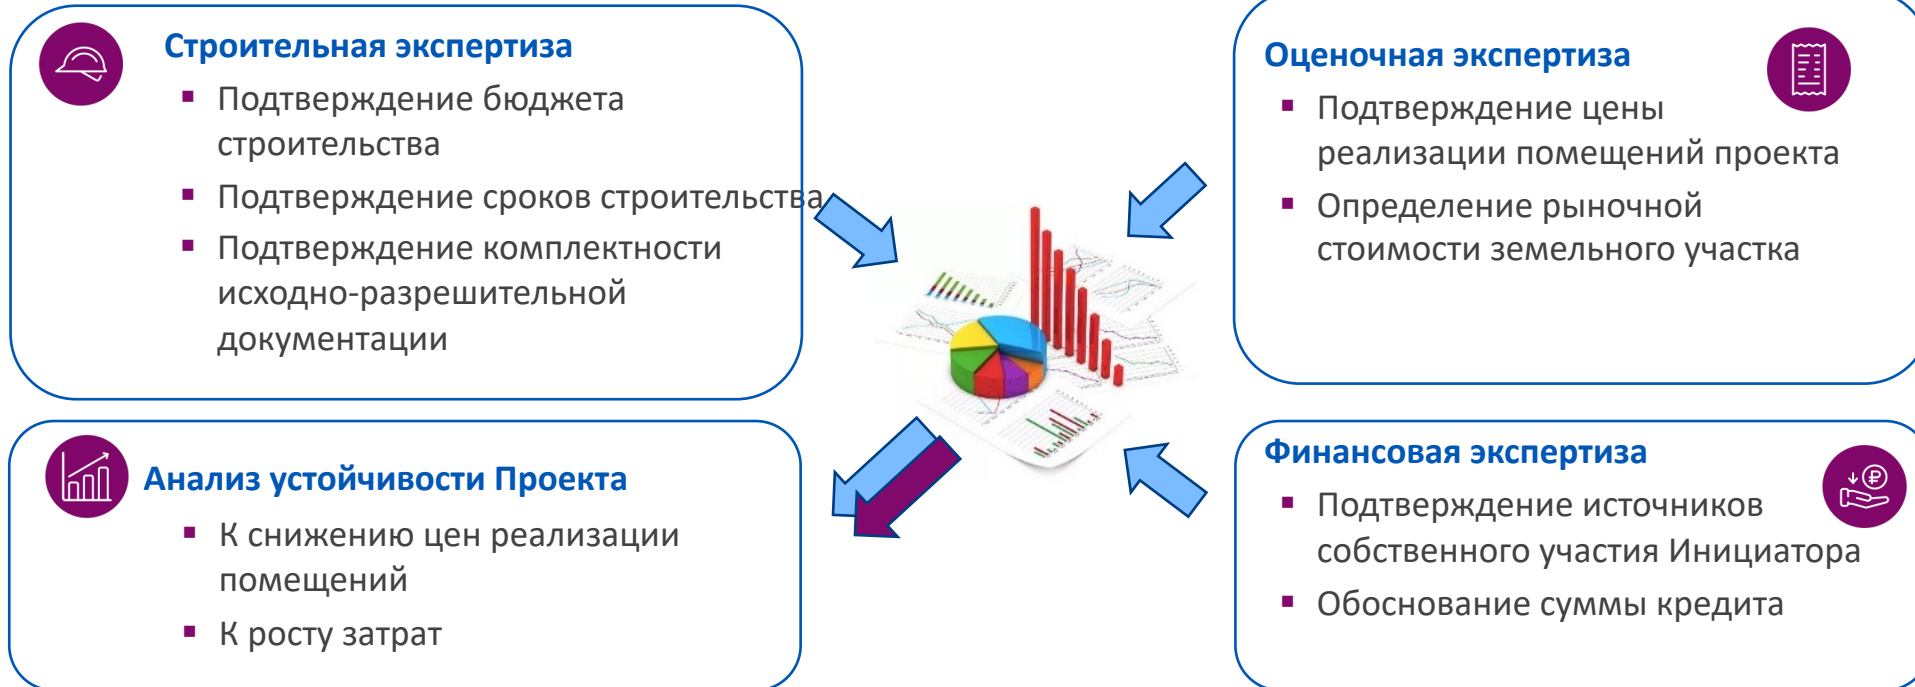 Строительная экспертиза
Подтверждение бюджета
строительства
Подтверждение сроков строительства
Подтверждение комплектности
исходно-разрешительной
документации
Оценочная экспертиза
Подтверждение цены
реализации помещений проекта
Определение рыночной
стоимости земельного участка
Анализ устойчивости Проекта
К снижению цен реализации
помещений
К росту затрат
Финансовая экспертиза
Подтверждение источников
собственного участия Инициатора
Обоснование суммы кредита